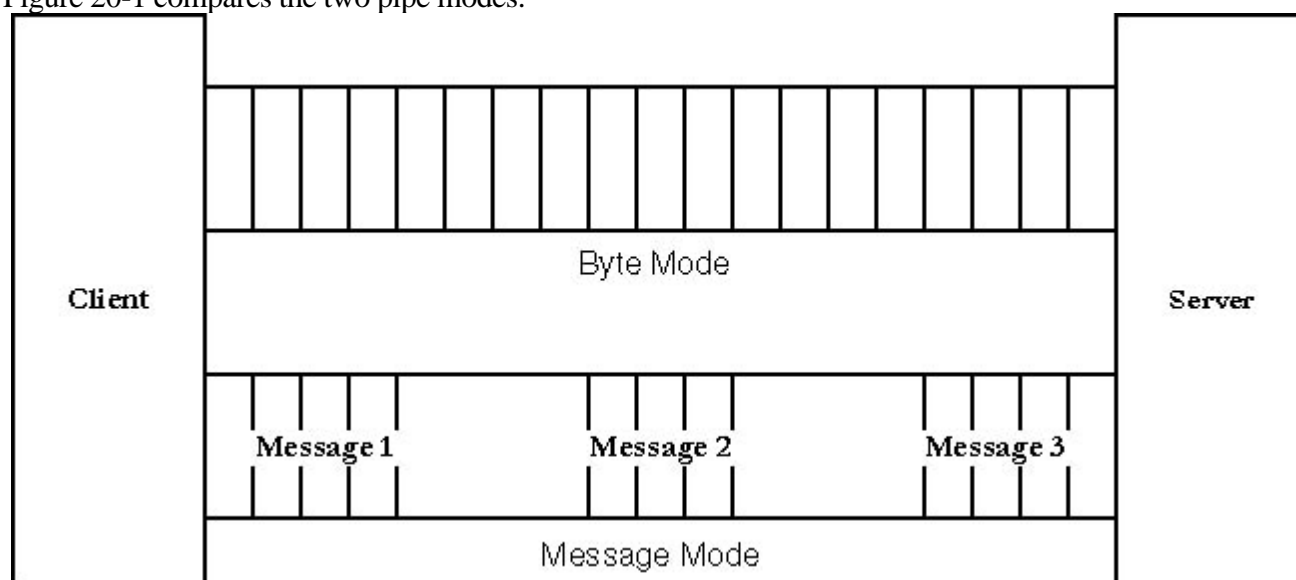 Figure 20-1 compares the two pipe modes.
Byte Mode
Client
Server
Message 1
Message 2
Message 3
Message Mode